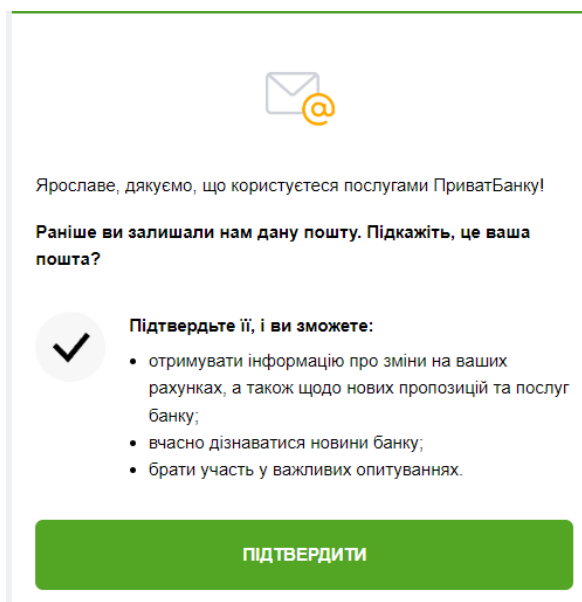 Ярославе, дякуємо, що користуєтеся послугами ПриватБанку!
Раніше ви залишали нам дану пошту. Підкажіть, це ваша
пошта?
Підтвердьте її, і ви зможете:
• отримувати інформацію про зміни на ваших
рахунках, а також щодо нових пропозицій та послуг
банку;
• вчасно дізнаватися новини банку;
• брати участь у важливих опитуваннях.
ПІДТВЕРДИТИ